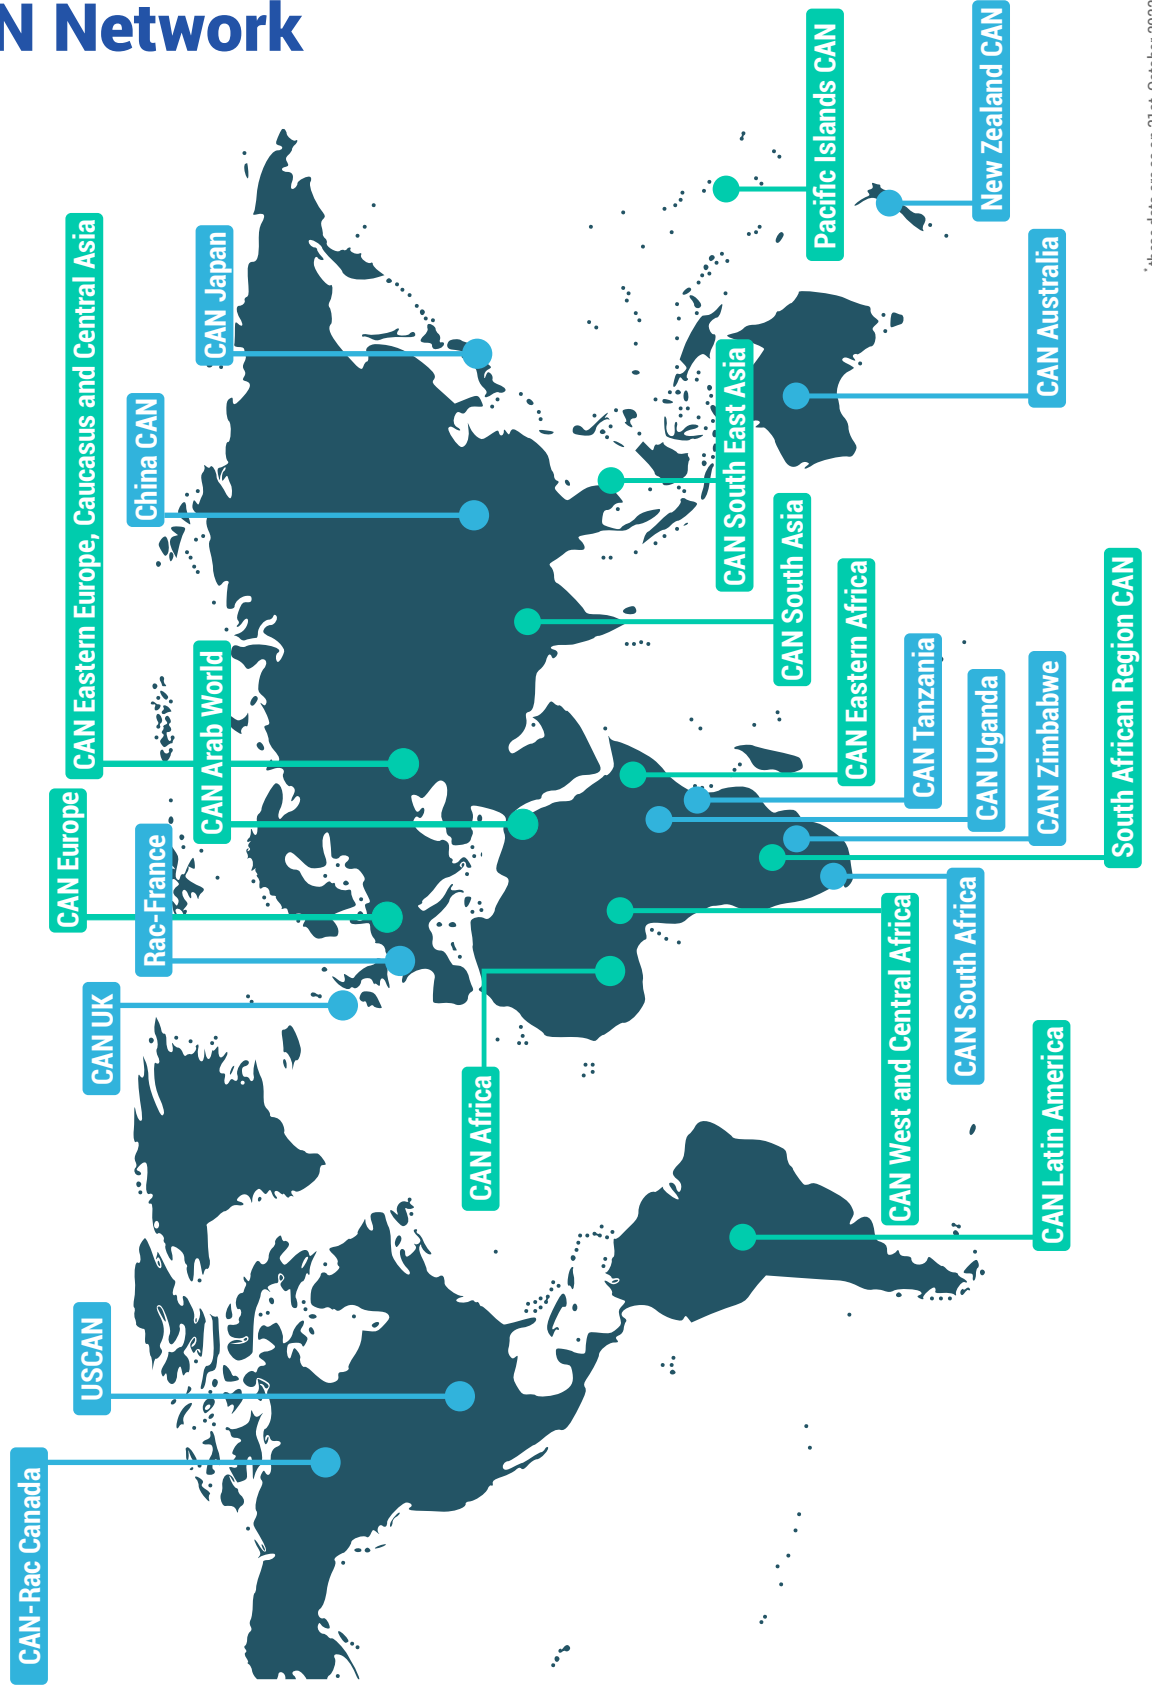 N Network
CAN-Rac Canada
USCAN
CAN UK
Rac-France
CAN Europe
CAN Arab World
CAN Eastern Europe, Caucasus and Central Asia
China CAN
CAN Japan
CAN Africa
CAN Latin America
CAN West and Central Africa
CAN South Africa
South African Region CAN
CAN Zimbabwe
CAN Uganda
CAN Tanzania
CAN Eastern Africa
CAN South Asia
CAN South East Asia
CAN Australia
Pacific Islands CAN
New Zealand CAN